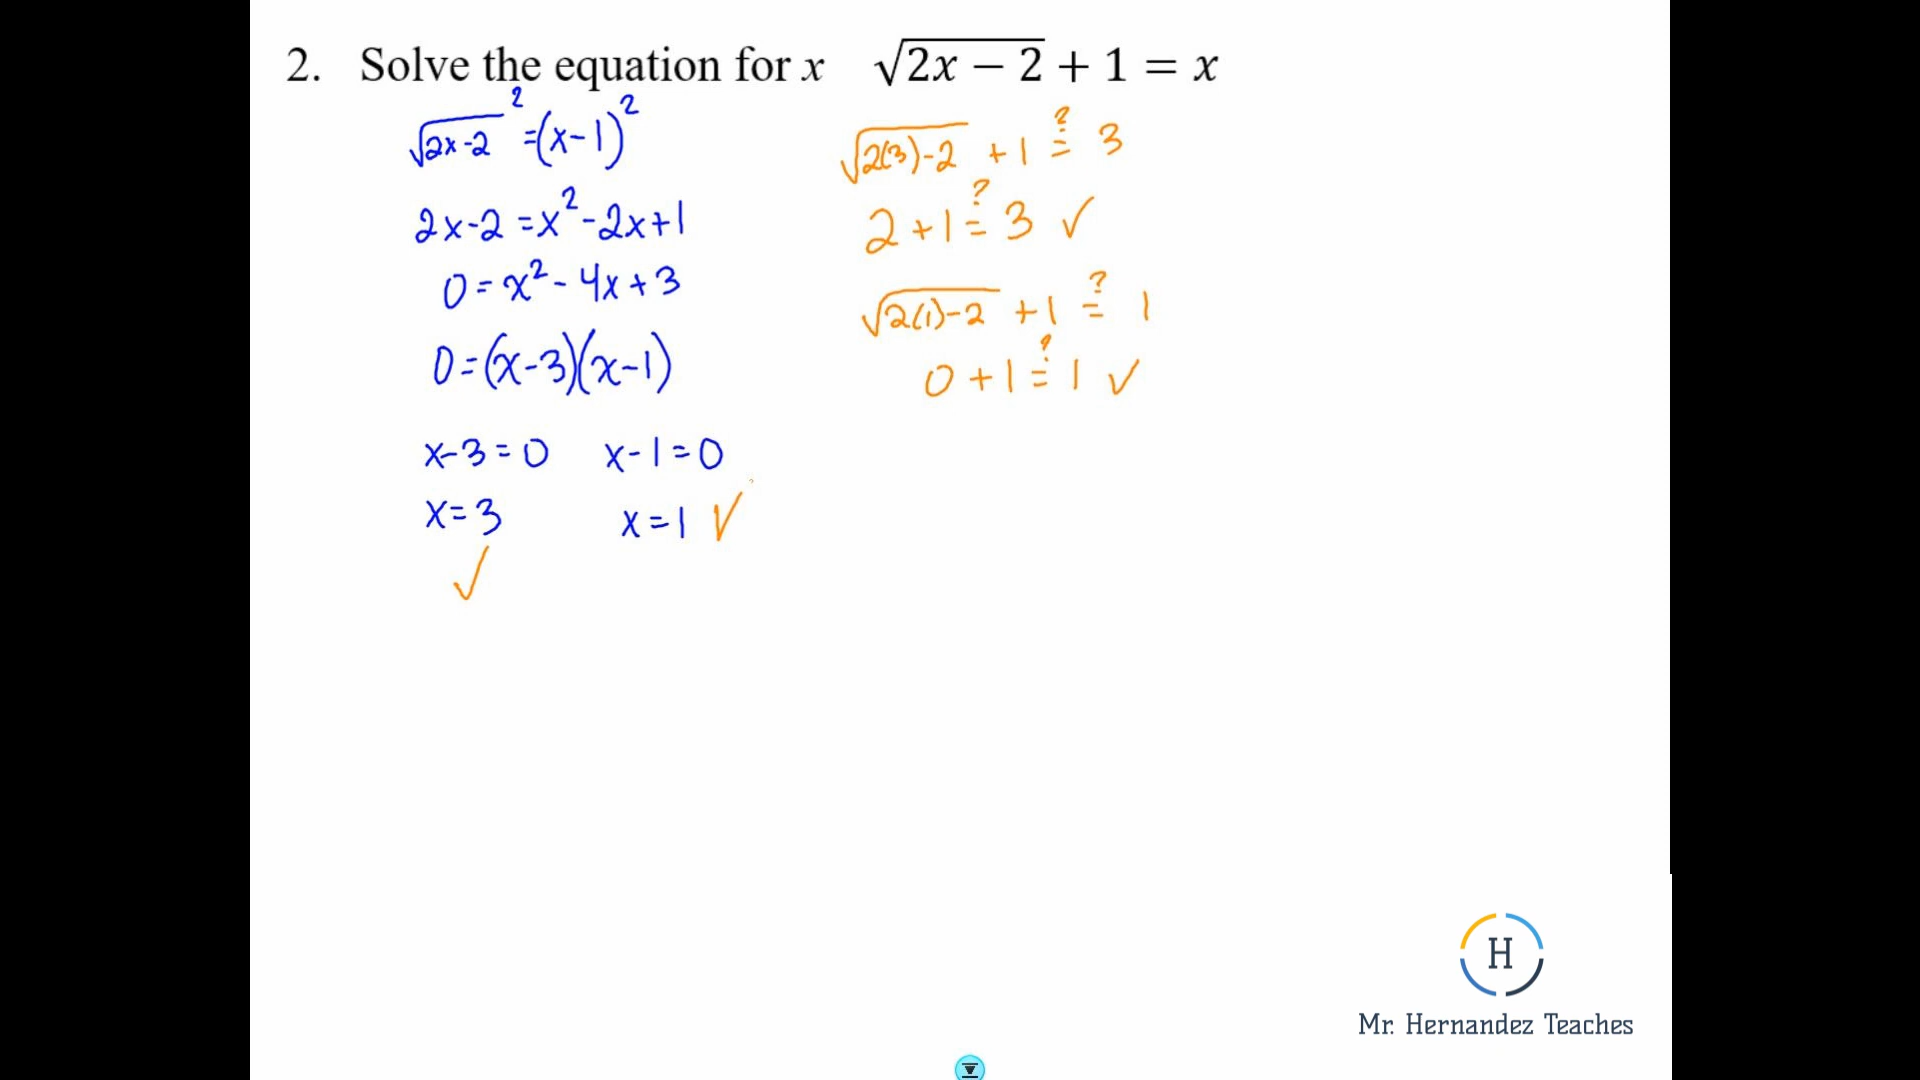 2. Solve the equation for x √(2x − 2) + 1 = x
√(2x-2)² = (x-1)²
2x-2 = x² - 2x + 1
0 = x² - 4x + 3
0 = (x-3)(x-1)
x-3 = 0 x-1 = 0
x = 3 x = 1 ✓
✓
√(2(3)-2) + 1 ≟ 3
2 + 1 ≟ 3 ✓
√(2(1)-2) + 1 ≟ 1
0 + 1 ≟ 1 ✓
H
Mr. Hernandez Teaches